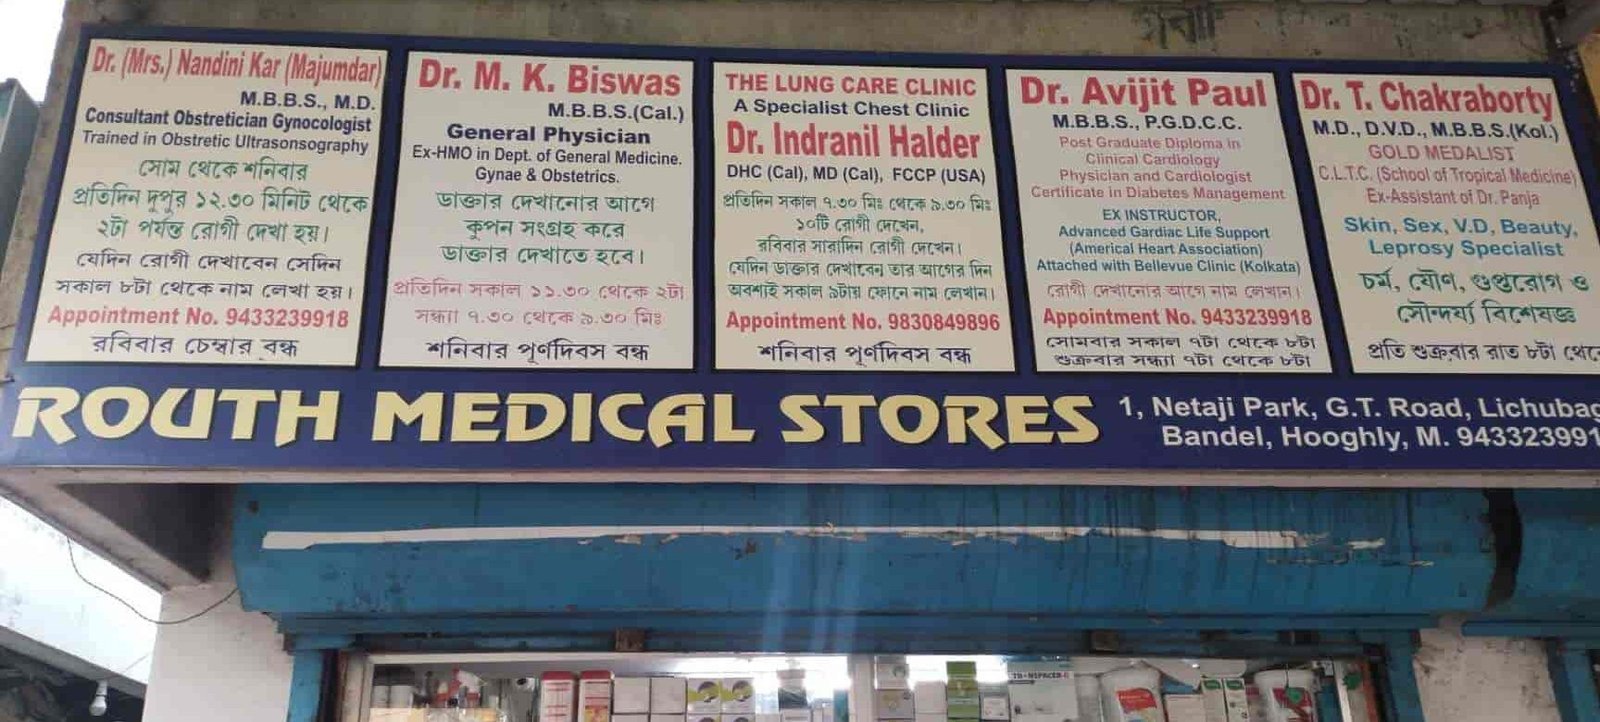 Dr. (Mrs.) Nandini Kar (Majumdar)
M.B.B.S., M.D.
Consultant Obstretician Gynocologist
Trained in Obstretic Ultrasonsography
সোম থেকে শনিবার
প্রতিদিন দুপুর ১২.৩০ মিনিট থেকে
২টা পর্যন্ত রোগী দেখা হয়।
যেদিন রোগী দেখাবেন সেদিন
সকাল ৮টা থেকে নাম লেখা হয়।
Appointment No. 9433239918
রবিবার চেম্বার বন্ধ
Dr. M. K. Biswas
M.B.B.S.(Cal.)
General Physician
Ex-HMO in Dept. of General Medicine.
Gynae & Obstetrics.
ডাক্তার দেখানোর আগে
কুপন সংগ্রহ করে
ডাক্তার দেখাতে হবে।
প্রতিদিন সকাল ১১.৩০ থেকে ২টা
সন্ধ্যা ৭.৩০ থেকে ৯.৩০ মিঃ
শনিবার পূর্ণদিবস বন্ধ
THE LUNG CARE CLINIC
A Specialist Chest Clinic
Dr. Indranil Halder
DHC (Cal), MD (Cal), FCCP (USA)
প্রতিদিন সকাল ৭.৩০ মিঃ থেকে ৯.৩০ মিঃ
১০টি রোগী দেখেন,
রবিবার সারাদিন রোগী দেখেন।
যেদিন ডাক্তার দেখাবেন তার আগের দিন
অবশ্যই সকাল ৯টায় ফোনে নাম লেখান।
Appointment No. 9830849896
শনিবার পূর্ণদিবস বন্ধ
Dr. Avijit Paul
M.B.B.S., P.G.D.C.C.
Post Graduate Diploma in
Clinical Cardiology
Physician and Cardiologist
Certificate in Diabetes Management
EX INSTRUCTOR,
Advanced Gardiac Life Support
(Americal Heart Association)
Attached with Bellevue Clinic (Kolkata)
রোগী দেখানোর আগে নাম লেখান।
Appointment No. 9433239918
সোমবার সকাল ৭টা থেকে ৮টা
শুক্রবার সন্ধ্যা ৭টা থেকে ৮টা
Dr. T. Chakraborty
M.D., D.V.D., M.B.B.S.(Kol.)
GOLD MEDALIST
C.L.T.C. (School of Tropical Medicine)
Ex-Assistant of Dr. Panja
Skin, Sex, V.D, Beauty,
Leprosy Specialist
চর্ম, যৌণ, গুপ্তরোগ ও
সৌন্দর্য্য বিশেষজ্ঞ
প্রতি শুক্রবার রাত ৮টা থেকে
ROUTH MEDICAL STORES
1, Netaji Park, G.T. Road, Lichubag
Bandel, Hooghly, M. 943323991